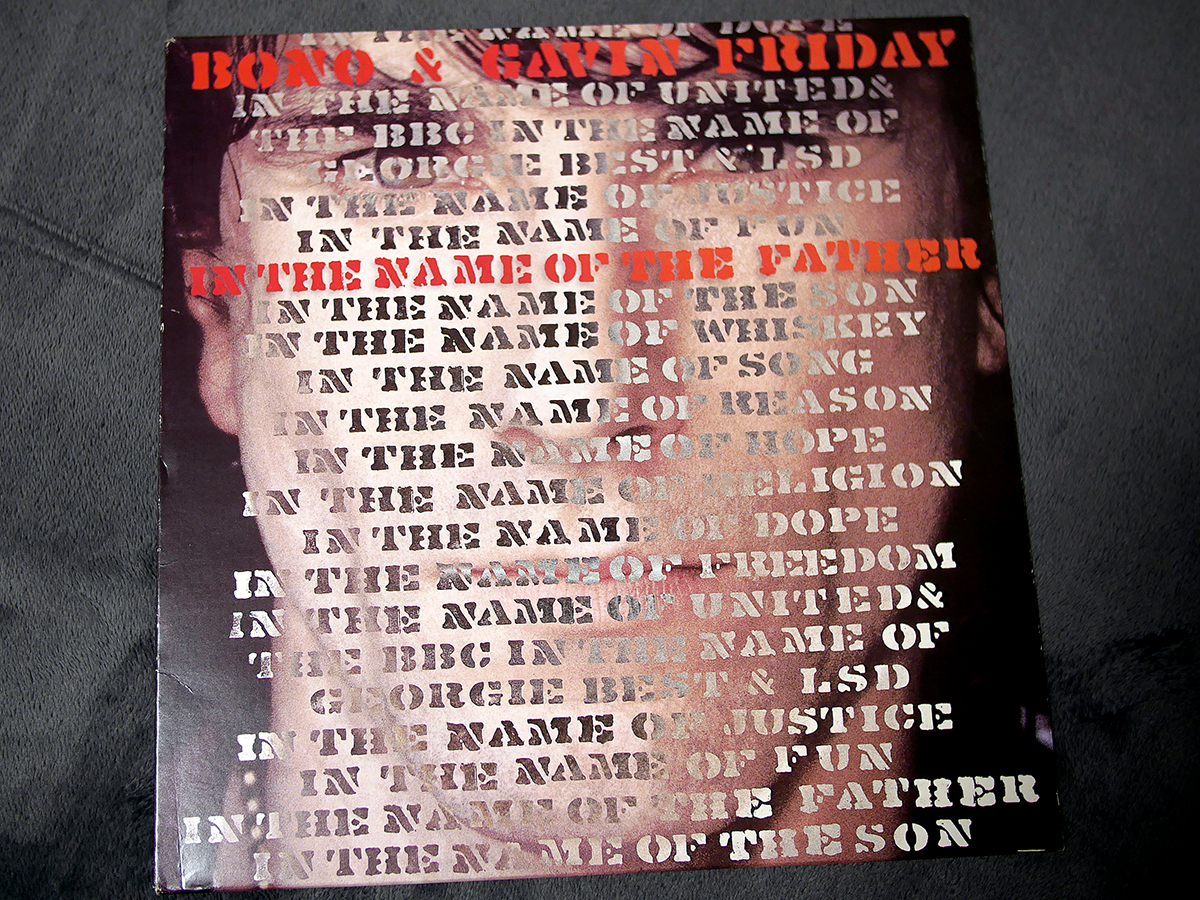 IN THE NAME OF DOPE
BONO & GAVIN FRIDAY
IN THE NAME OF UNITED&
THE BBC IN THE NAME OF
GEORGIE BEST & LSD
IN THE NAME OF JUSTICE
IN THE NAME OF FUN
IN THE NAME OF THE FATHER
IN THE NAME OF THE SON
IN THE NAME OF WHISKEY
IN THE NAME OF SONG
IN THE NAME OF REASON
IN THE NAME OF HOPE
IN THE NAME OF RELIGION
IN THE NAME OF DOPE
IN THE NAME OF FREEDOM
IN THE NAME OF UNITED&
THE BBC IN THE NAME OF
GEORGIE BEST & LSD
IN THE NAME OF JUSTICE
IN THE NAME OF FUN
IN THE NAME OF THE FATHER
IN THE NAME OF THE SON